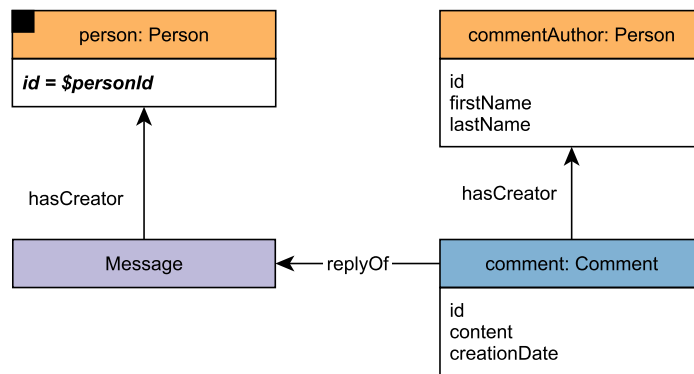 person: Person
id = $personId
commentAuthor: Person
id
firstName
lastName
hasCreator
hasCreator
Message
replyOf
comment: Comment
id
content
creationDate